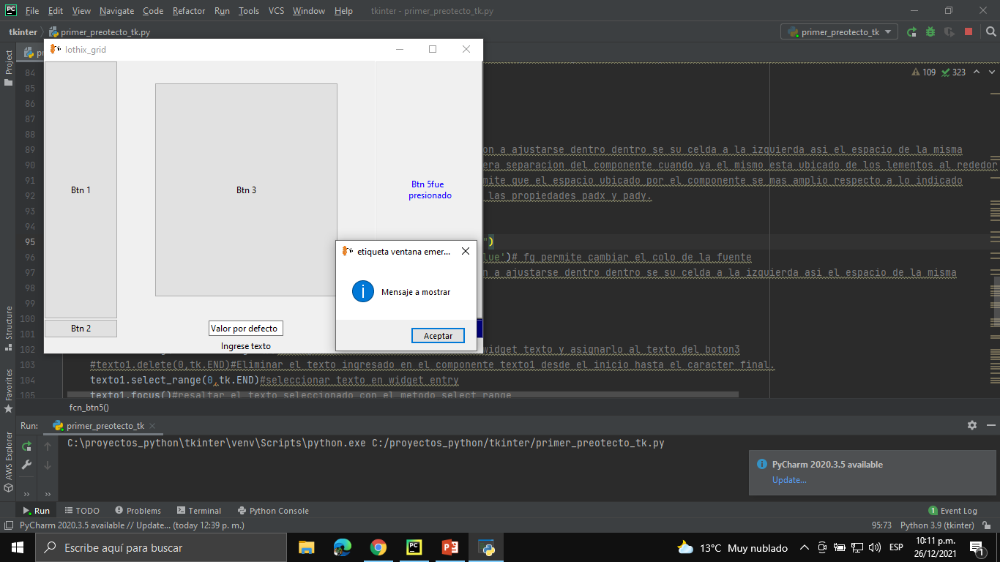 File Edit View Navigate Code Refactor Run Tools VCS Window Help tkinter - primer_preotecto_tk.py
tkinter primer_preotecto_tk.py primer_preotecto_tk
lothix_grid
Project
Structure
Favorites
AWS Explorer
84
85
86
87
88
89 on a ajustarse dentro dentro se su celda a la izquierda asi el espacio de la misma
90 era separacion del componente cuando ya el mismo esta ubicado de los lementos al rededor
91 mite que el espacio ubicado por el componente se mas amplio respecto a lo indicado
92 las propiedades padx y pady.
93
94
95 ")
96 lue')# fg permite cambiar el colo de la fuente
97 n a ajustarse dentro dentro se su celda a la izquierda asi el espacio de la misma
98
99
100
101
102 widget texto y asignarlo al texto del boton3
103 #texto1.delete(0,tk.END)#Eliminar el texto ingresado en el componente texto1 desde el inicio hasta el caracter final.
104 texto1.select_range(0,tk.END)#seleccionar texto en widget entry
105 texto1.focus()#resaltar el texto seleccionado con el metodo select_range
109 323
Btn 1
Btn 3
Btn 5fue
presionado
Btn 2
Valor por defecto
Ingrese texto
etiqueta ventana emer...
Mensaje a mostrar
Aceptar
fcn_btn5()
Run: primer_preotecto_tk
C:\proyectos_python\tkinter\venv\Scripts\python.exe C:/proyectos_python/tkinter/primer_preotecto_tk.py
PyCharm 2020.3.5 available
Update...
Run TODO Problems Terminal Python Console 1 Event Log
PyCharm 2020.3.5 available // Update... (today 12:39 p. m.) 95:73 Python 3.9 (tkinter)
Escribe aquí para buscar
13°C Muy nublado
ESP
10:11 p.m.
26/12/2021
1